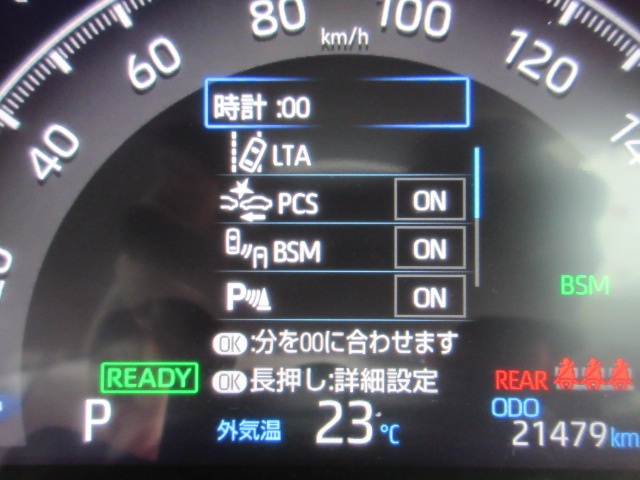 80
100
km/h
60
120
時計 :00
40
LTA
PCS ON
BSM ON
BSM
P ON
OK:分を00に合わせます
READY
OK長押し:詳細設定
REAR
P
外気温 23℃
ODO
21479km